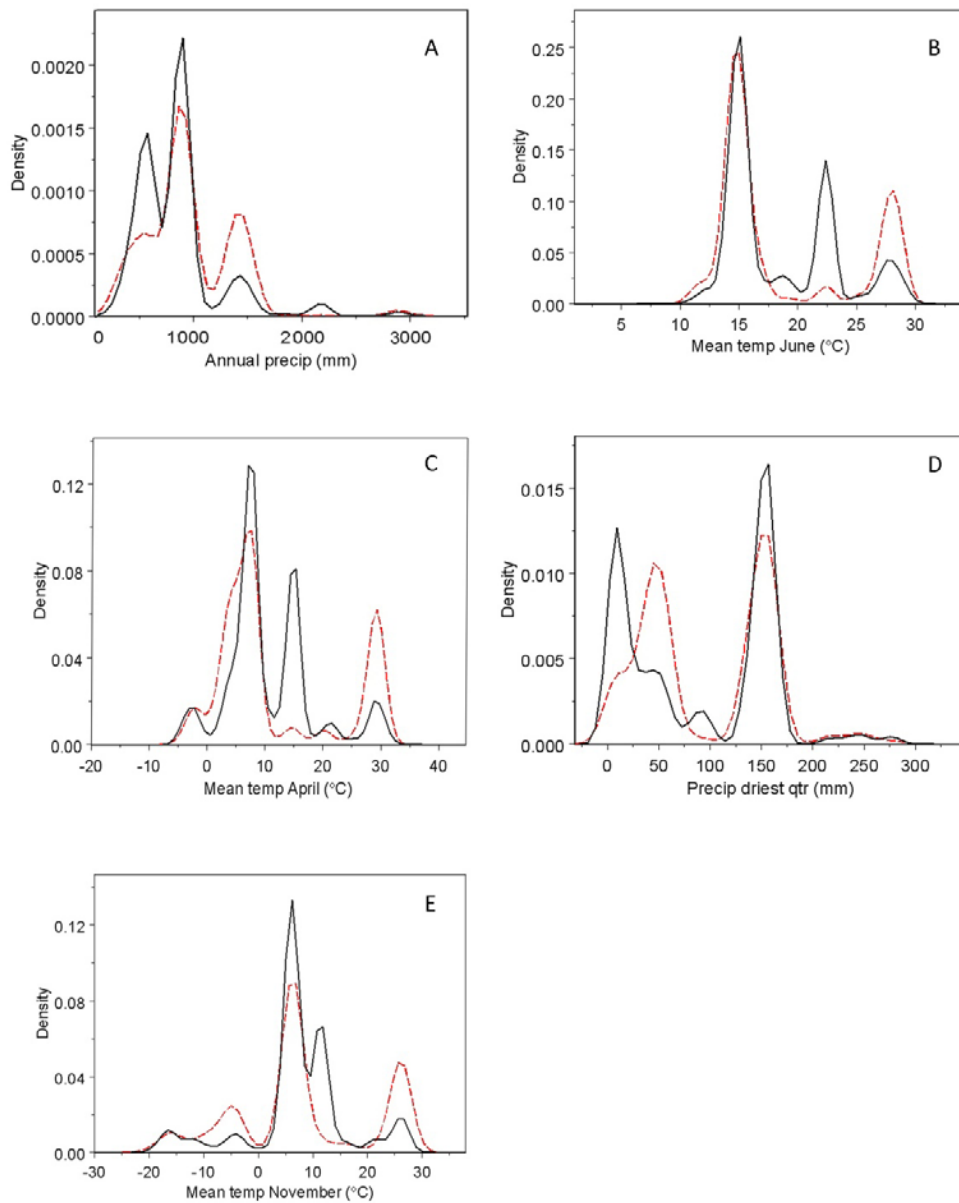 A
Density
0.0020
0.0015
0.0010
0.0005
0.0000
0 1000 2000 3000
Annual precip (mm)
B
Density
0.25
0.20
0.15
0.10
0.05
0.00
5 10 15 20 25 30
Mean temp June (°C)
C
Density
0.12
0.08
0.04
0.00
-20 -10 0 10 20 30 40
Mean temp April (°C)
D
Density
0.015
0.010
0.005
0.000
0 50 100 150 200 250 300
Precip driest qtr (mm)
E
Density
0.12
0.08
0.04
0.00
-30 -20 -10 0 10 20 30
Mean temp November (°C)